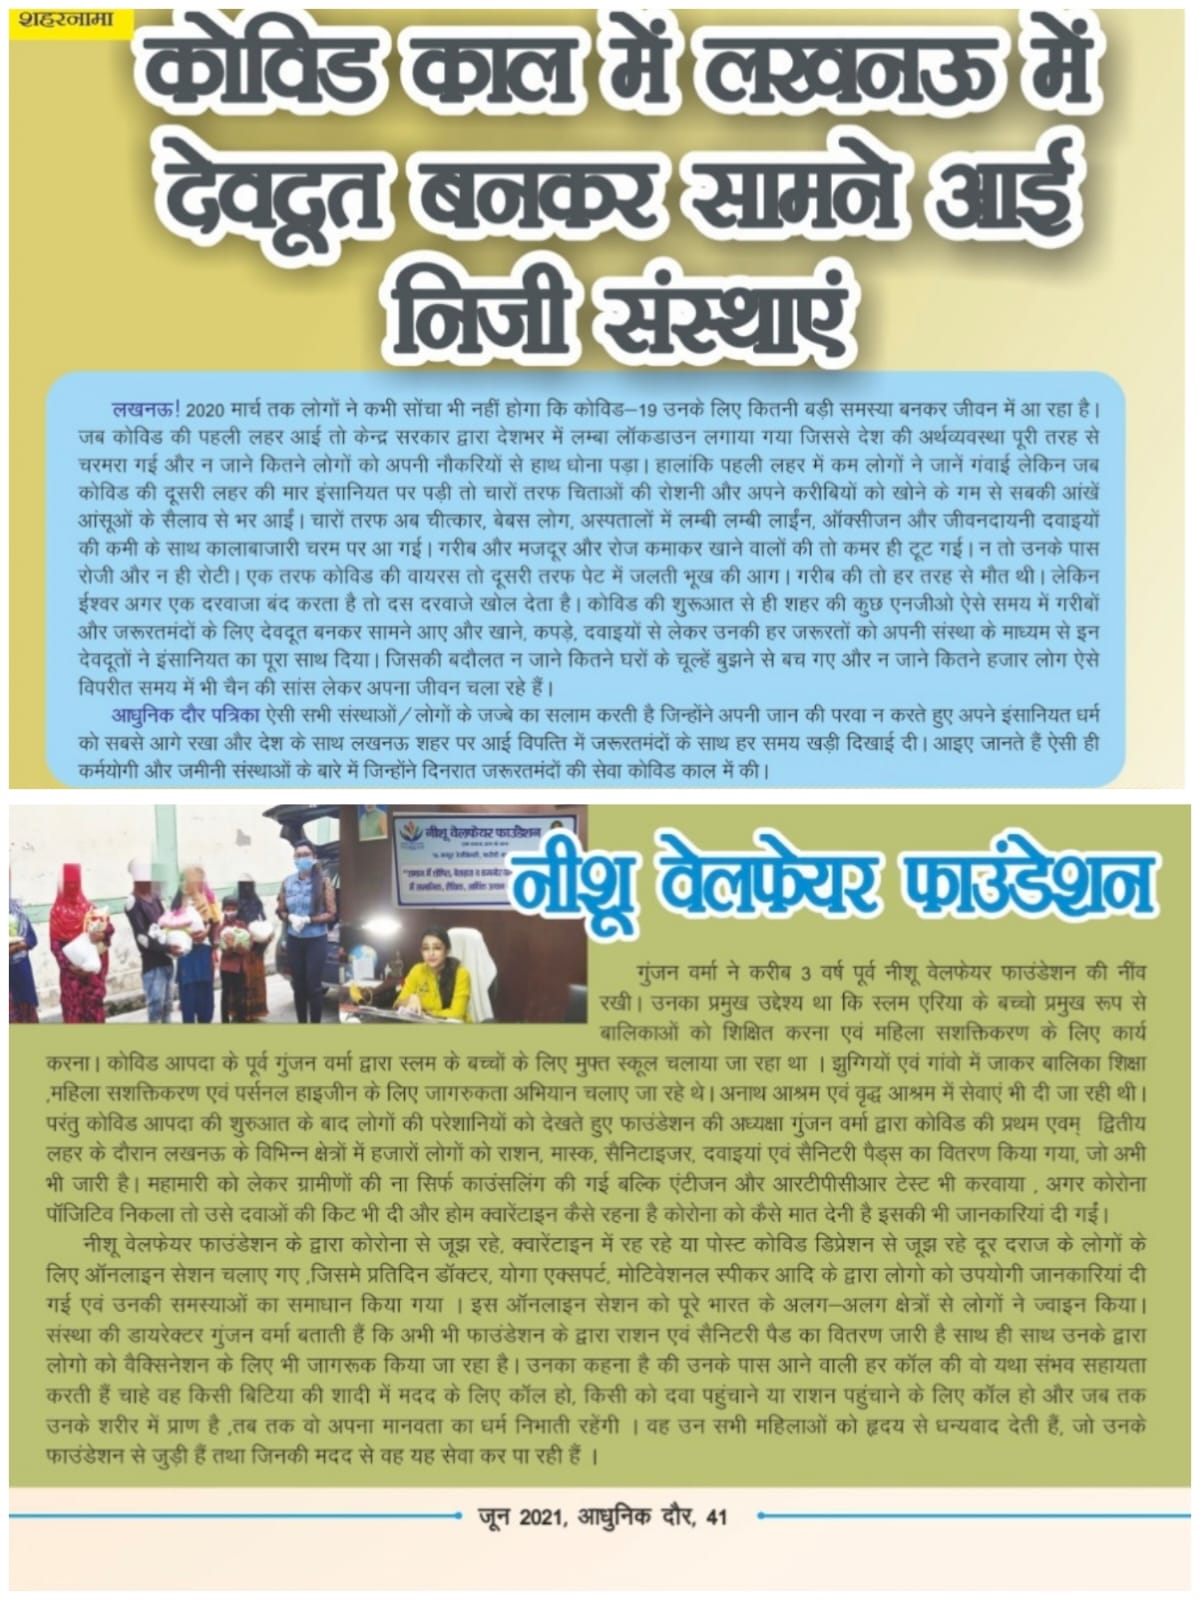 शहरनामा
कोविड काल में लखनऊ में
देवदूत बनकर सामने आई
निजी संस्थाएं
लखनऊ! 2020 मार्च तक लोगों ने कभी सोंचा भी नहीं होगा कि कोविड–19 उनके लिए कितनी बड़ी समस्या बनकर जीवन में आ रहा है।
जब कोविड की पहली लहर आई तो केन्द्र सरकार द्वारा देशभर में लम्बा लॉकडाउन लगाया गया जिससे देश की अर्थव्यवस्था पूरी तरह से
चरमरा गई और न जाने कितने लोगों को अपनी नौकरियों से हाथ धोना पड़ा। हालांकि पहली लहर में कम लोगों ने जानें गंवाई लेकिन जब
कोविड की दूसरी लहर की मार इंसानियत पर पड़ी तो चारों तरफ चिताओं की रोशनी और अपने करीबियों को खोने के गम से सबकी आंखें
आंसूओं के सैलाव से भर आईं। चारों तरफ अब चीत्कार, बेबस लोग, अस्पतालों में लम्बी लम्बी लाईंन, ऑक्सीजन और जीवनदायनी दवाइयों
की कमी के साथ कालाबाजारी चरम पर आ गई। गरीब और मजदूर और रोज कमाकर खाने वालों की तो कमर ही टूट गई। न तो उनके पास
रोजी और न ही रोटी। एक तरफ कोविड की वायरस तो दूसरी तरफ पेट में जलती भूख की आग। गरीब की तो हर तरह से मौत थी। लेकिन
ईश्वर अगर एक दरवाजा बंद करता है तो दस दरवाजे खोल देता है। कोविड की शुरूआत से ही शहर की कुछ एनजीओ ऐसे समय में गरीबों
और जरूरतमंदों के लिए देवदूत बनकर सामने आए और खाने, कपड़े, दवाइयों से लेकर उनकी हर जरूरतों को अपनी संस्था के माध्यम से इन
देवदूतों ने इंसानियत का पूरा साथ दिया। जिसकी बदौलत न जाने कितने घरों के चूल्हें बुझने से बच गए और न जाने कितने हजार लोग ऐसे
विपरीत समय में भी चैन की सांस लेकर अपना जीवन चला रहे हैं।
आधुनिक दौर पत्रिका ऐसी सभी संस्थाओं/लोगों के जज्बे का सलाम करती है जिन्होंने अपनी जान की परवा न करते हुए अपने इंसानियत धर्म
को सबसे आगे रखा और देश के साथ लखनऊ शहर पर आई विपत्ति में जरूरतमंदों के साथ हर समय खड़ी दिखाई दी। आइए जानते हैं ऐसी ही
कर्मयोगी और जमीनी संस्थाओं के बारे में जिन्होंने दिनरात जरूरतमंदों की सेवा कोविड काल में की।
नीशू वेलफेयर फाउंडेशन
नीशू वेलफेयर फाउंडेशन
गुंजन वर्मा ने करीब 3 वर्ष पूर्व नीशू वेलफेयर फाउंडेशन की नींव
रखी। उनका प्रमुख उद्देश्य था कि स्लम एरिया के बच्चो प्रमुख रूप से
बालिकाओं को शिक्षित करना एवं महिला सशक्तिकरण के लिए कार्य
करना। कोविड आपदा के पूर्व गुंजन वर्मा द्वारा स्लम के बच्चों के लिए मुफ्त स्कूल चलाया जा रहा था । झुग्गियों एवं गांवो में जाकर बालिका शिक्षा
,महिला सशक्तिकरण एवं पर्सनल हाइजीन के लिए जागरुकता अभियान चलाए जा रहे थे। अनाथ आश्रम एवं वृद्ध आश्रम में सेवाएं भी दी जा रही थी।
परंतु कोविड आपदा की शुरुआत के बाद लोगों की परेशानियों को देखते हुए फाउंडेशन की अध्यक्षा गुंजन वर्मा द्वारा कोविड की प्रथम एवम् द्वितीय
लहर के दौरान लखनऊ के विभिन्न क्षेत्रों में हजारों लोगों को राशन, मास्क, सैनिटाइजर, दवाइयां एवं सैनिटरी पैड्स का वितरण किया गया, जो अभी
भी जारी है। महामारी को लेकर ग्रामीणों की ना सिर्फ काउंसलिंग की गई बल्कि एंटीजन और आरटीपीसीआर टेस्ट भी करवाया , अगर कोरोना
पॉजिटिव निकला तो उसे दवाओं की किट भी दी और होम क्वारेंटाइन कैसे रहना है कोरोना को कैसे मात देनी है इसकी भी जानकारियां दी गईं।
नीशू वेलफेयर फाउंडेशन के द्वारा कोरोना से जूझ रहे, क्वारेंटाइन में रह रहे या पोस्ट कोविड डिप्रेशन से जूझ रहे दूर दराज के लोगों के
लिए ऑनलाइन सेशन चलाए गए ,जिसमे प्रतिदिन डॉक्टर, योगा एक्सपर्ट, मोटिवेशनल स्पीकर आदि के द्वारा लोगो को उपयोगी जानकारियां दी
गई एवं उनकी समस्याओं का समाधान किया गया । इस ऑनलाइन सेशन को पूरे भारत के अलग–अलग क्षेत्रों से लोगों ने ज्वाइन किया।
संस्था की डायरेक्टर गुंजन वर्मा बताती हैं कि अभी भी फाउंडेशन के द्वारा राशन एवं सैनिटरी पैड का वितरण जारी है साथ ही साथ उनके द्वारा
लोगो को वैक्सिनेशन के लिए भी जागरूक किया जा रहा है। उनका कहना है की उनके पास आने वाली हर कॉल की वो यथा संभव सहायता
करती हैं चाहे वह किसी बिटिया की शादी में मदद के लिए कॉल हो, किसी को दवा पहुंचाने या राशन पहुंचाने के लिए कॉल हो और जब तक
उनके शरीर में प्राण है ,तब तक वो अपना मानवता का धर्म निभाती रहेंगी । वह उन सभी महिलाओं को हृदय से धन्यवाद देती हैं, जो उनके
फाउंडेशन से जुड़ी हैं तथा जिनकी मदद से वह यह सेवा कर पा रही हैं ।
जून 2021, आधुनिक दौर, 41